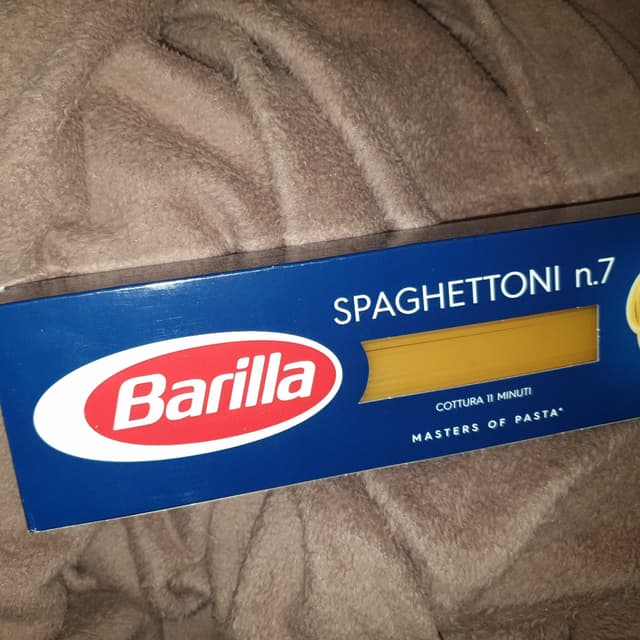 Barilla
SPAGHETTONI n.7
COTTURA 11 MINUTI
MASTERS OF PASTA®